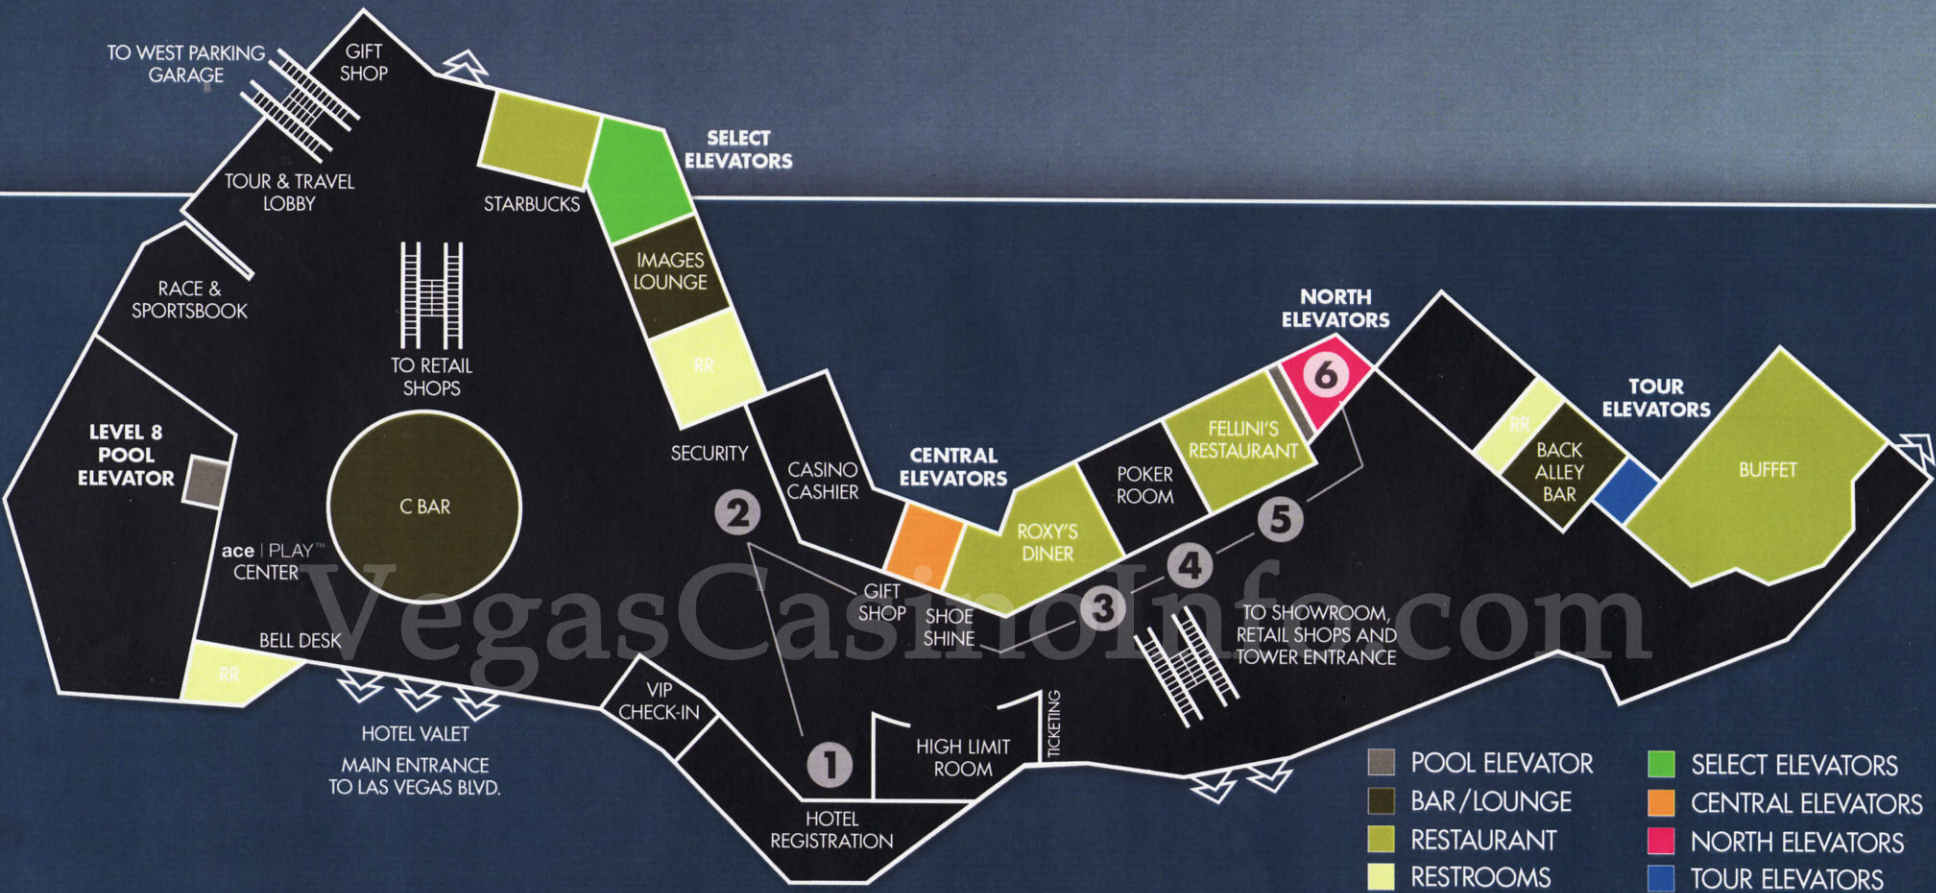 TO WEST PARKING
GARAGE
GIFT
SHOP
TOUR & TRAVEL
LOBBY
STARBUCKS
SELECT
ELEVATORS
IMAGES
LOUNGE
RACE &
SPORTSBOOK
TO RETAIL
SHOPS
RR
LEVEL 8
POOL
ELEVATOR
C BAR
ace | PLAY™
CENTER
BELL DESK
RR
HOTEL VALET
MAIN ENTRANCE
TO LAS VEGAS BLVD.
SECURITY
2
CASINO
CASHIER
CENTRAL
ELEVATORS
GIFT
SHOP
SHOE
SHINE
ROXY'S
DINER
POKER
ROOM
FELLINI'S
RESTAURANT
NORTH
ELEVATORS
6
5
4
3
VIP
CHECK-IN
1
HIGH LIMIT
ROOM
TICKETING
HOTEL
REGISTRATION
TO SHOWROOM,
RETAIL SHOPS AND
TOWER ENTRANCE
RR
BACK
ALLEY
BAR
TOUR
ELEVATORS
BUFFET
VegasCasinoInfo.com
POOL ELEVATOR
BAR/LOUNGE
RESTAURANT
RESTROOMS
SELECT ELEVATORS
CENTRAL ELEVATORS
NORTH ELEVATORS
TOUR ELEVATORS